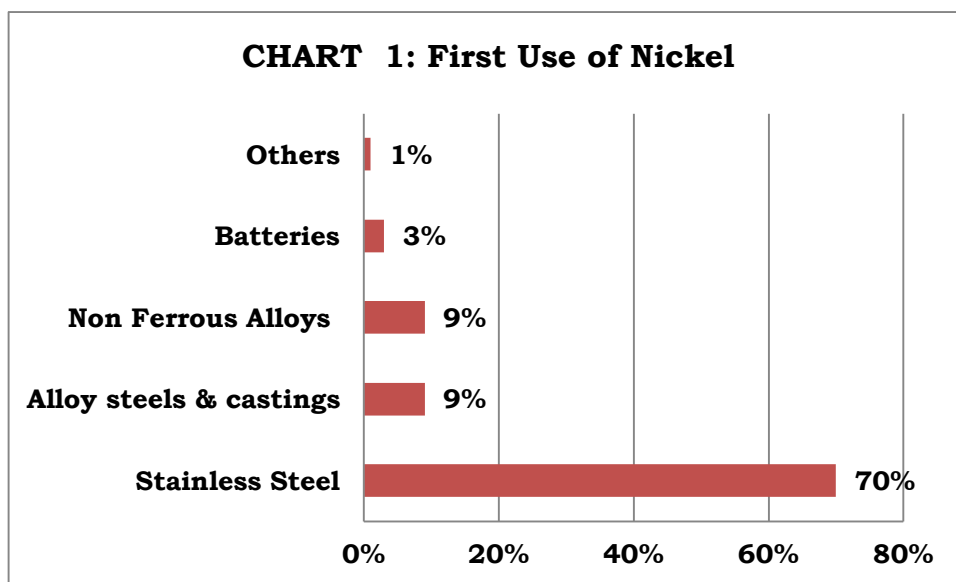 CHART 1: First Use of Nickel
Others 1%
Batteries 3%
Non Ferrous Alloys 9%
Alloy steels & castings 9%
Stainless Steel 70%
0% 20% 40% 60% 80%